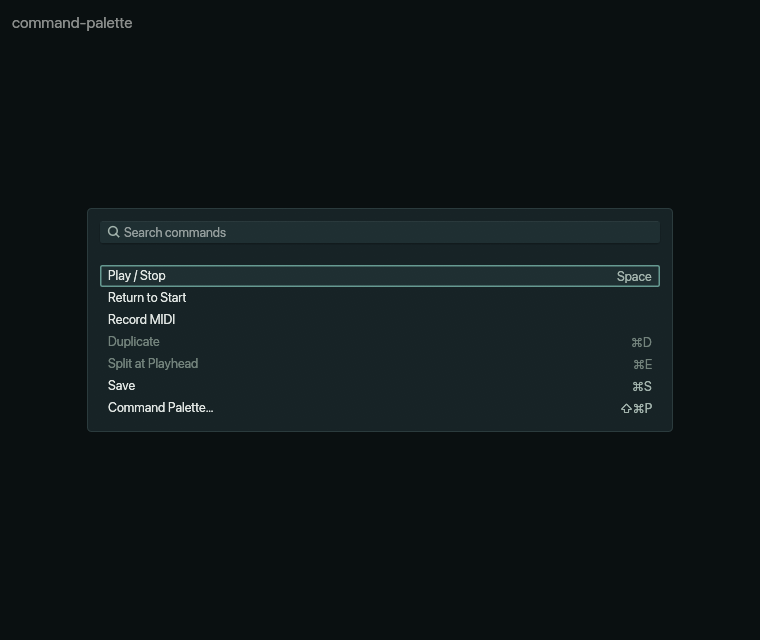 command-palette
Search commands
Play / Stop Space
Return to Start
Record MIDI
Duplicate ⌘D
Split at Playhead ⌘E
Save ⌘S
Command Palette... ⇧⌘P